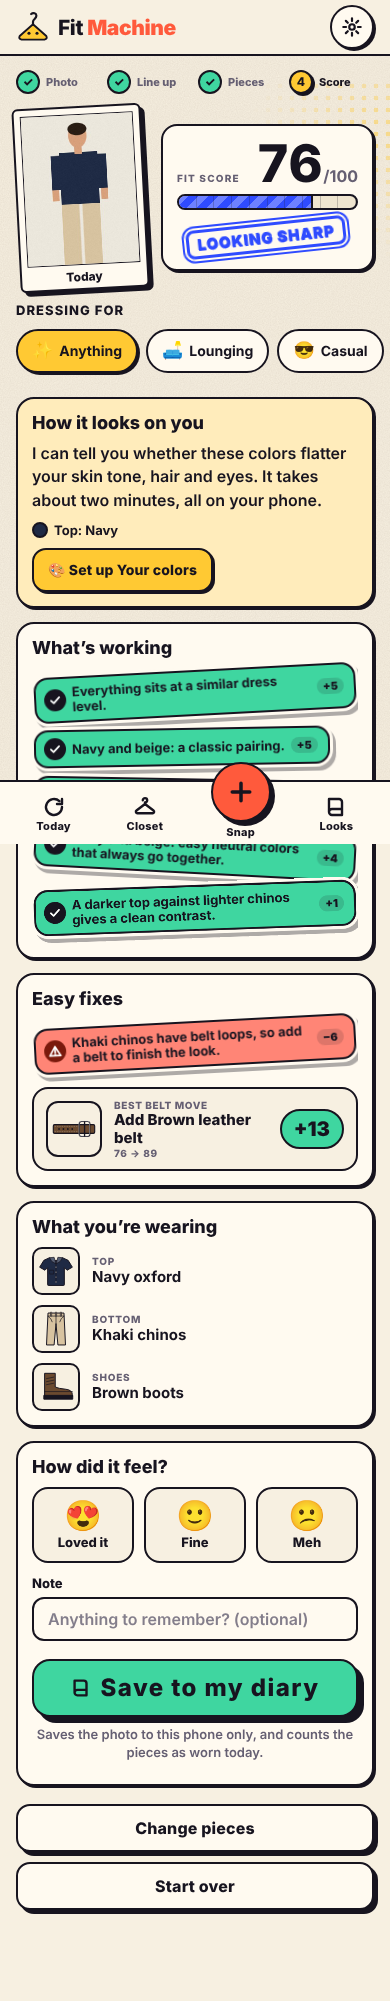 Fit Machine
Photo
Line up
Pieces
4 Score
Today
FIT SCORE 76/100
LOOKING SHARP
DRESSING FOR
Anything
Lounging
Casual
How it looks on you
I can tell you whether these colors flatter
your skin tone, hair and eyes. It takes
about two minutes, all on your phone.
Top: Navy
Set up Your colors
What's working
Everything sits at a similar dress
level.
+5
Navy and beige: a classic pairing. +5
Today
Closet
Snap
Looks
beige: easy neutral colors
that always go together.
+4
A darker top against lighter chinos
gives a clean contrast.
+1
Easy fixes
Khaki chinos have belt loops, so add
a belt to finish the look.
−6
BEST BELT MOVE
Add Brown leather
belt
76 → 89
+13
What you're wearing
TOP
Navy oxford
BOTTOM
Khaki chinos
SHOES
Brown boots
How did it feel?
Loved it
Fine
Meh
Note
Anything to remember? (optional)
Save to my diary
Saves the photo to this phone only, and counts the
pieces as worn today.
Change pieces
Start over